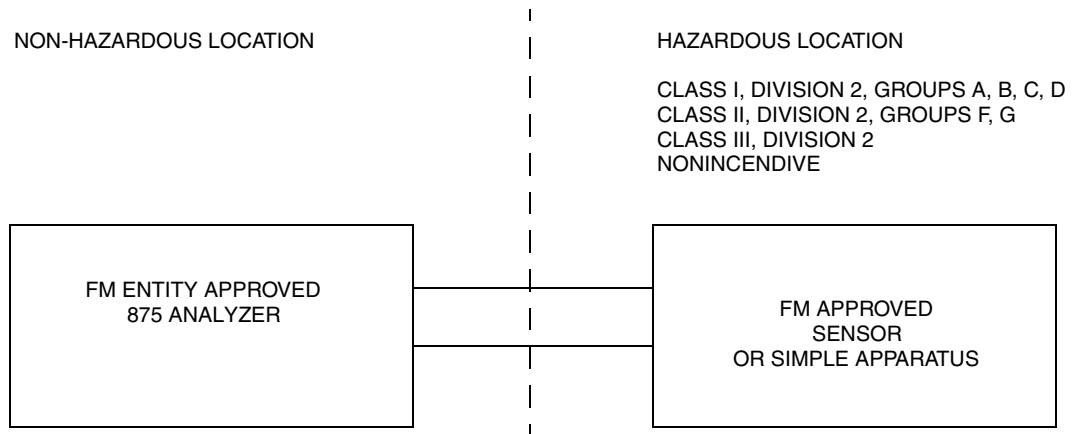 NON-HAZARDOUS LOCATION
HAZARDOUS LOCATION
CLASS I, DIVISION 2, GROUPS A, B, C, D
CLASS II, DIVISION 2, GROUPS F, G
CLASS III, DIVISION 2
NONINCENDIVE
FM ENTITY APPROVED
875 ANALYZER
FM APPROVED
SENSOR
OR SIMPLE APPARATUS